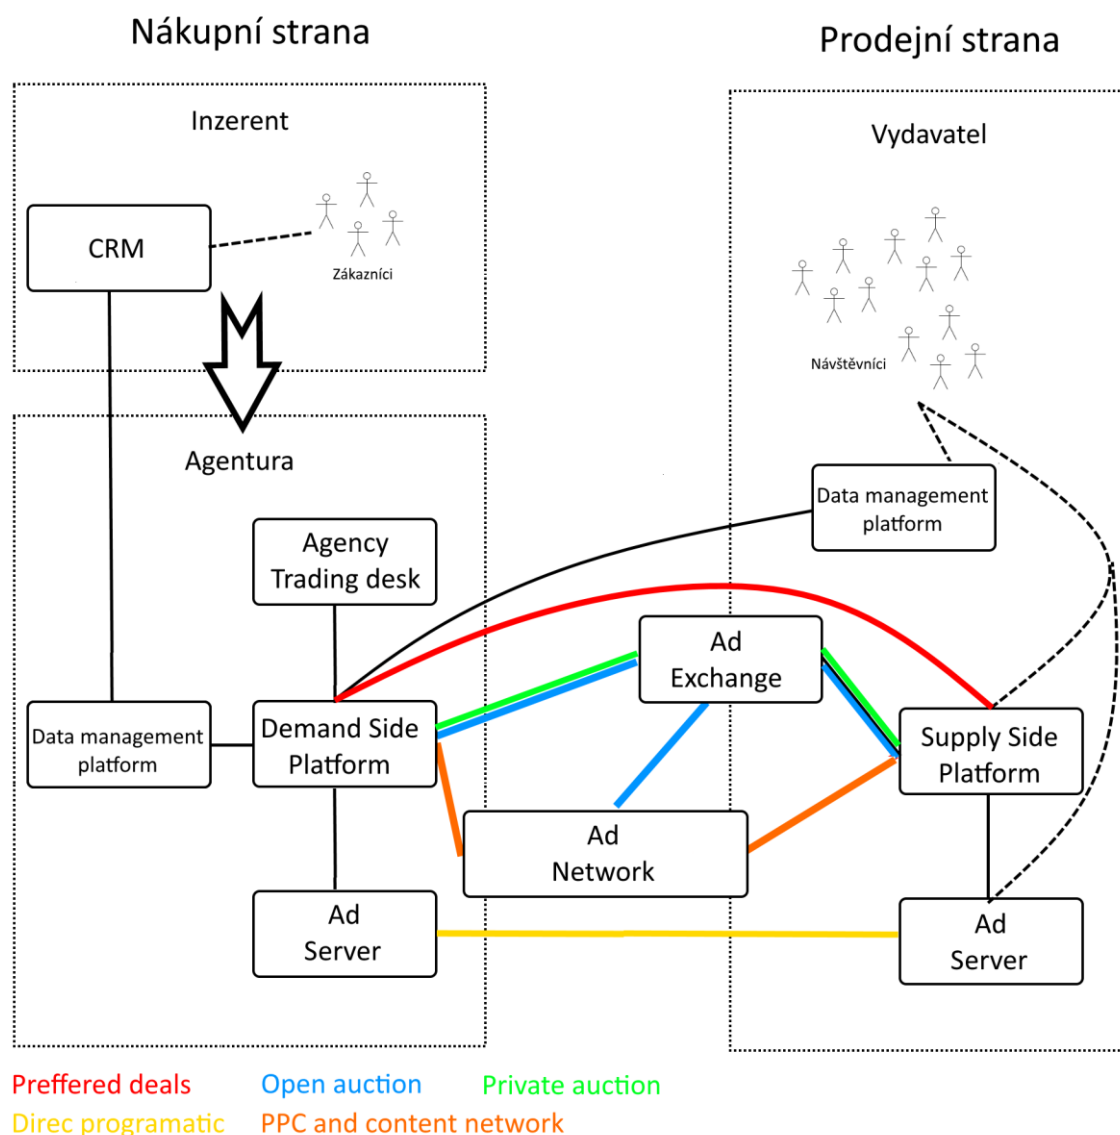 Nákupní strana
Prodejní strana
Inzerent
Vydavatel
CRM
Zákazníci
Návštěvníci
Agentura
Data management
platform
Agency
Trading desk
Ad
Exchange
Data management
platform
Demand Side
Platform
Supply Side
Platform
Ad
Network
Ad
Server
Ad
Server
Preffered deals
Open auction
Private auction
Direc programatic
PPC and content network